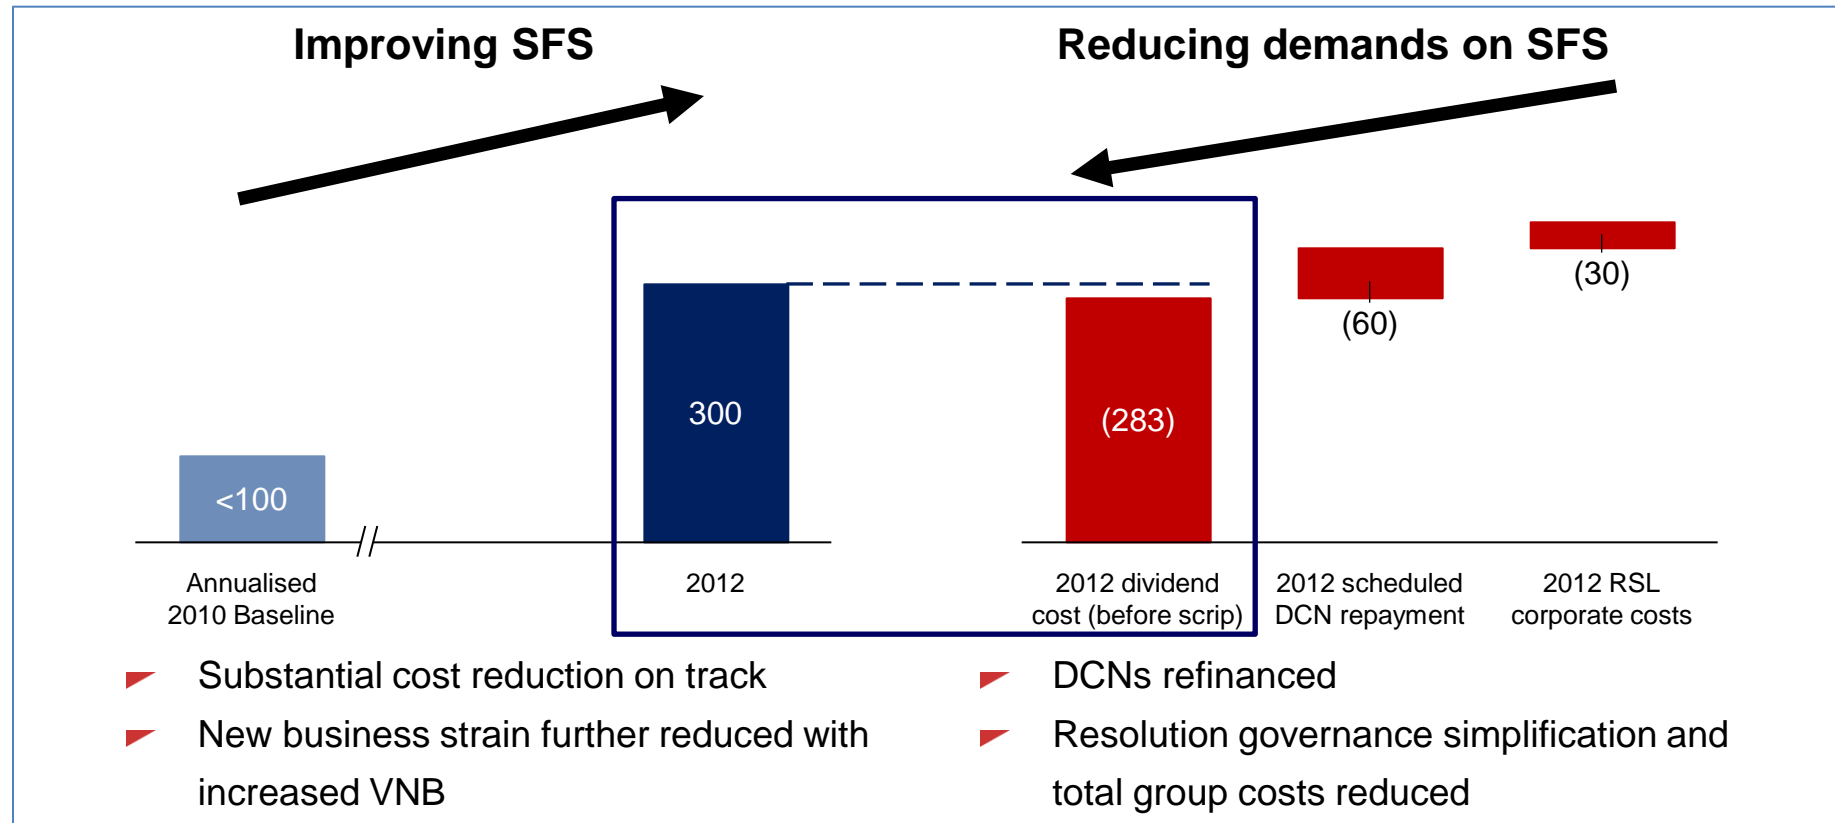 Improving SFS
Reducing demands on SFS
<100
300
(283)
(60)
(30)
Annualised
2010 Baseline
2012
2012 dividend
cost (before scrip)
2012 scheduled
DCN repayment
2012 RSL
corporate costs
Substantial cost reduction on track
New business strain further reduced with
increased VNB
DCNs refinanced
Resolution governance simplification and
total group costs reduced